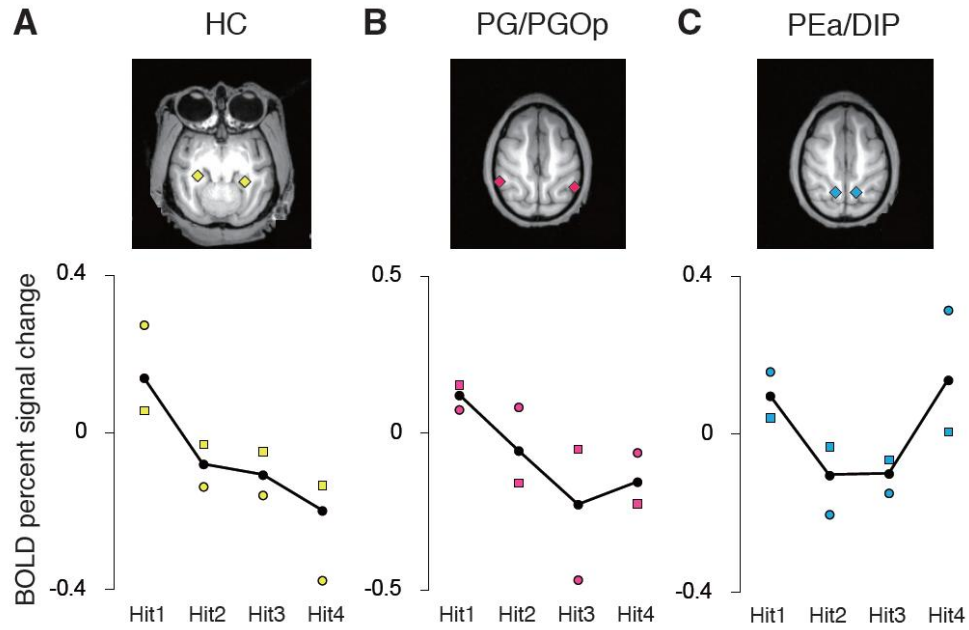 A HC B PG/PGOp C PEa/DIP
BOLD percent signal change
0.4
0
-0.4
Hit1 Hit2 Hit3 Hit4
0.5
0
-0.5
Hit1 Hit2 Hit3 Hit4
0.4
0
-0.4
Hit1 Hit2 Hit3 Hit4